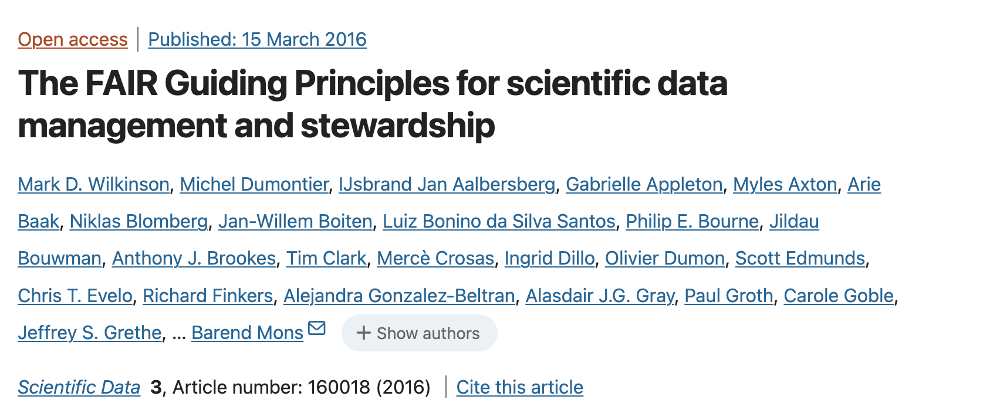 Open access | Published: 15 March 2016
The FAIR Guiding Principles for scientific data
management and stewardship
Mark D. Wilkinson, Michel Dumontier, IJsbrand Jan Aalbersberg, Gabrielle Appleton, Myles Axton, Arie
Baak, Niklas Blomberg, Jan-Willem Boiten, Luiz Bonino da Silva Santos, Philip E. Bourne, Jildau
Bouwman, Anthony J. Brookes, Tim Clark, Mercè Crosas, Ingrid Dillo, Olivier Dumon, Scott Edmunds,
Chris T. Evelo, Richard Finkers, Alejandra Gonzalez-Beltran, Alasdair J.G. Gray, Paul Groth, Carole Goble,
Jeffrey S. Grethe, … Barend Mons + Show authors
Scientific Data 3, Article number: 160018 (2016) | Cite this article